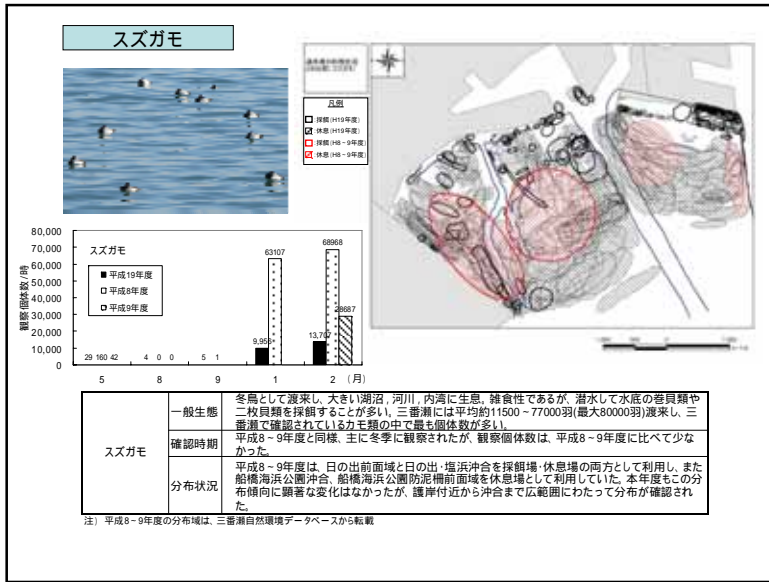 スズガモ
凡例
採餌(H19年度)
休息(H19年度)
採餌(H8～9年度)
休息(H8～9年度)
80,000
70,000
60,000
50,000
40,000
30,000
20,000
10,000
0
観察個体数/時
スズガモ
平成19年度
平成8年度
平成9年度
29 160 42
4 0 0
5 1
63107
68968
13,707
28687
5 8 9 1 2 (月)
スズガモ
一般生態
冬鳥として渡来し、大きい湖沼,河川,内湾に生息。雑食性であるが、潜水して水底の巻貝類や
二枚貝類を採餌することが多い。三番瀬には平均約11500～77000羽(最大80000羽)渡来し、三
番瀬で確認されているカモ類の中で最も個体数が多い。
確認時期
平成8～9年度と同様、主に冬季に観察されたが、観察個体数は、平成8～9年度に比べて少な
かった。
分布状況
平成8～9年度は、日の出前面域と日の出・塩浜沖合を採餌場・休息場の両方として利用し、また
船橋海浜公園沖合、船橋海浜公園防泥柵前面域を休息場として利用していた。本年度もこの分
布傾向に顕著な変化はなかったが、護岸付近から沖合まで広範囲にわたって分布が確認され
た。
注) 平成8～9年度の分布域は、三番瀬自然環境データベースから転載